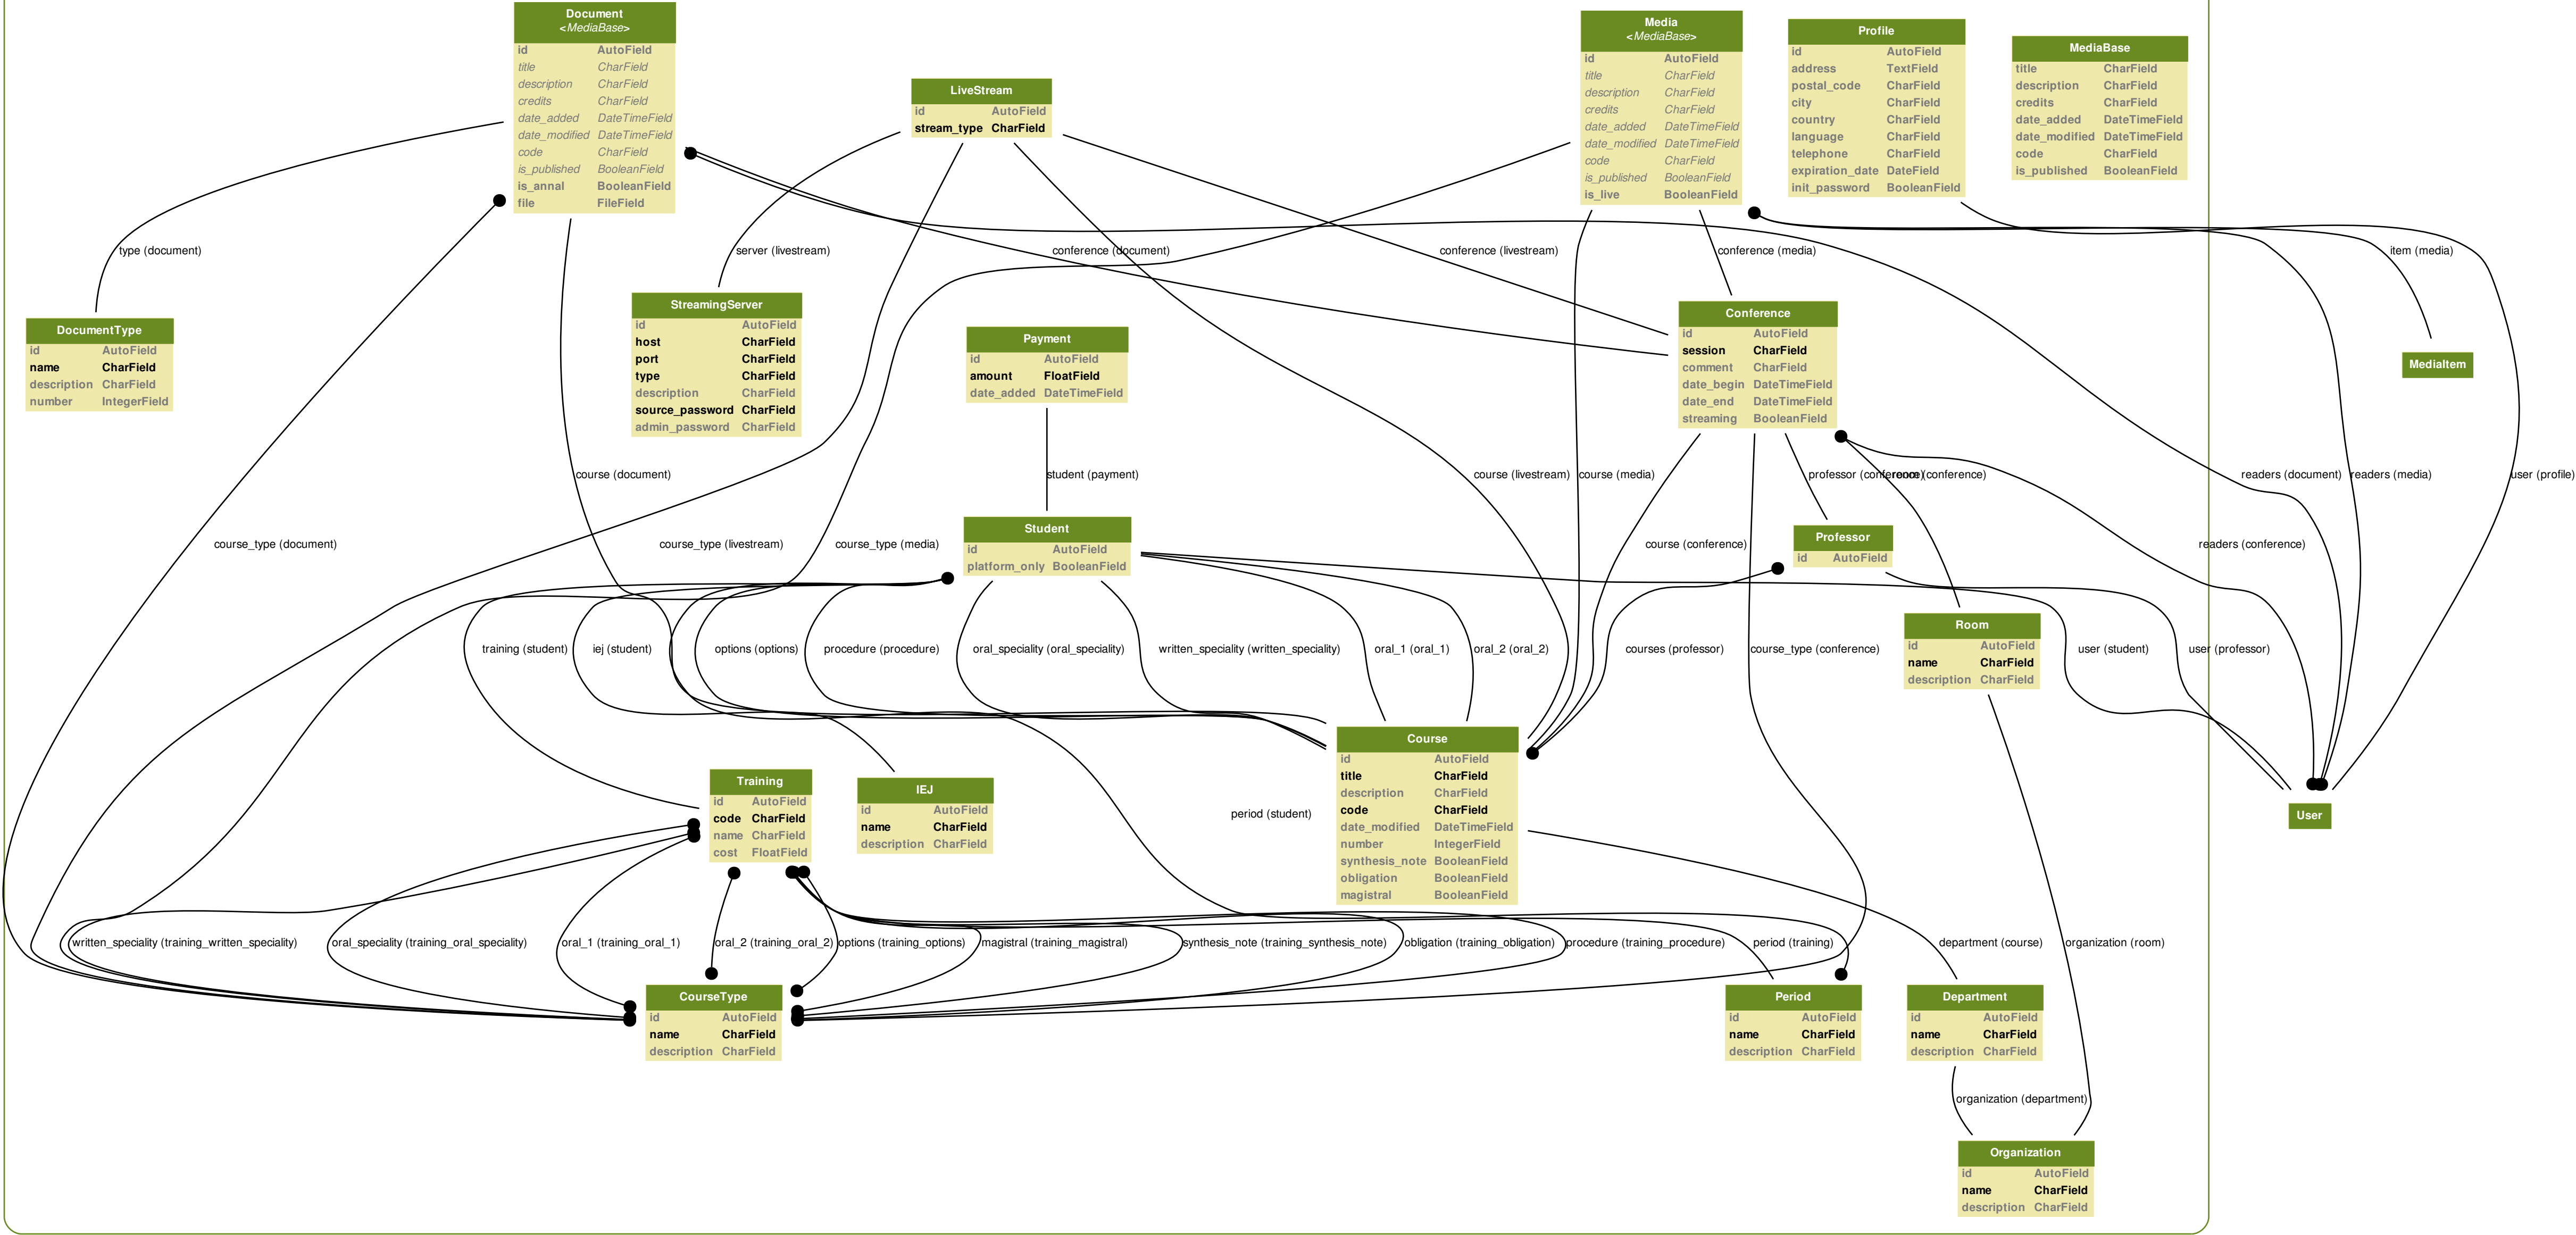 Document
<MediaBase>
id AutoField
title CharField
description CharField
credits CharField
date_added DateTimeField
date_modified DateTimeField
code CharField
is_published BooleanField
is_annal BooleanField
file FileField
LiveStream
id AutoField
stream_type CharField
Media
<MediaBase>
id AutoField
title CharField
description CharField
credits CharField
date_added DateTimeField
date_modified DateTimeField
code CharField
is_published BooleanField
is_live BooleanField
Profile
id AutoField
address TextField
postal_code CharField
city CharField
country CharField
language CharField
telephone CharField
expiration_date DateField
init_password BooleanField
MediaBase
title CharField
description CharField
credits CharField
date_added DateTimeField
date_modified DateTimeField
code CharField
is_published BooleanField
type (document)
server (livestream)
conference (document)
conference (livestream)
conference (media)
item (media)
DocumentType
id AutoField
name CharField
description CharField
number IntegerField
StreamingServer
id AutoField
host CharField
port CharField
type CharField
description CharField
source_password CharField
admin_password CharField
Payment
id AutoField
amount FloatField
date_added DateTimeField
Conference
id AutoField
session CharField
comment CharField
date_begin DateTimeField
date_end DateTimeField
streaming BooleanField
MediaItem
course (document)
student (payment)
course (livestream)
course (media)
professor (conference)
room (conference)
readers (document)
readers (media)
user (profile)
course_type (document)
course_type (livestream)
course_type (media)
Student
id AutoField
platform_only BooleanField
course (conference)
Professor
id AutoField
readers (conference)
training (student)
iej (student)
options (options)
procedure (procedure)
oral_speciality (oral_speciality)
written_speciality (written_speciality)
oral_1 (oral_1)
oral_2 (oral_2)
courses (professor)
course_type (conference)
Room
id AutoField
name CharField
description CharField
user (student)
user (professor)
Training
id AutoField
code CharField
name CharField
cost FloatField
IEJ
id AutoField
name CharField
description CharField
period (student)
Course
id AutoField
title CharField
description CharField
code CharField
date_modified DateTimeField
number IntegerField
synthesis_note BooleanField
obligation BooleanField
magistral BooleanField
User
written_speciality (training_written_speciality)
oral_speciality (training_oral_speciality)
oral_1 (training_oral_1)
oral_2 (training_oral_2)
options (training_options)
magistral (training_magistral)
synthesis_note (training_synthesis_note)
obligation (training_obligation)
procedure (training_procedure)
period (training)
department (course)
organization (room)
CourseType
id AutoField
name CharField
description CharField
Period
id AutoField
name CharField
description CharField
Department
id AutoField
name CharField
description CharField
organization (department)
Organization
id AutoField
name CharField
description CharField